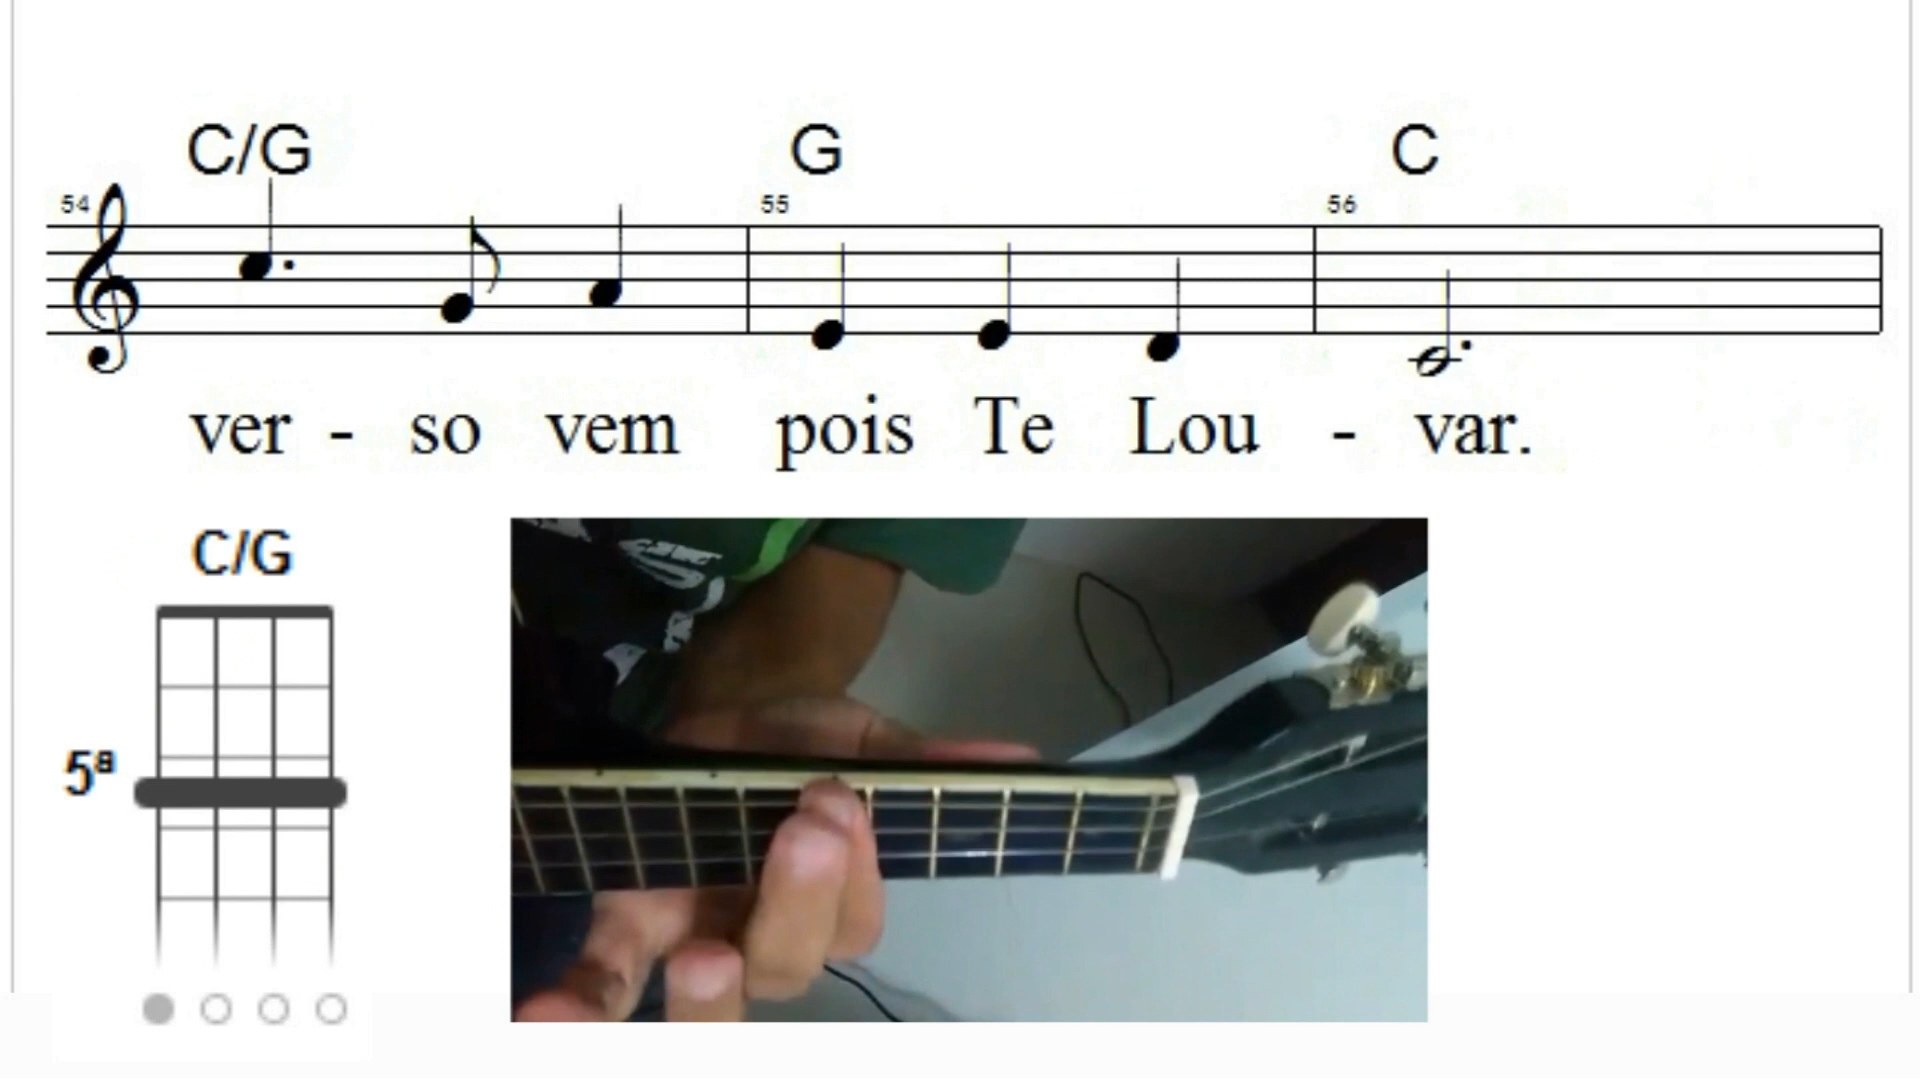 C/G G C
54 55 56
ver - so vem pois Te Lou - var.
C/G
5ª